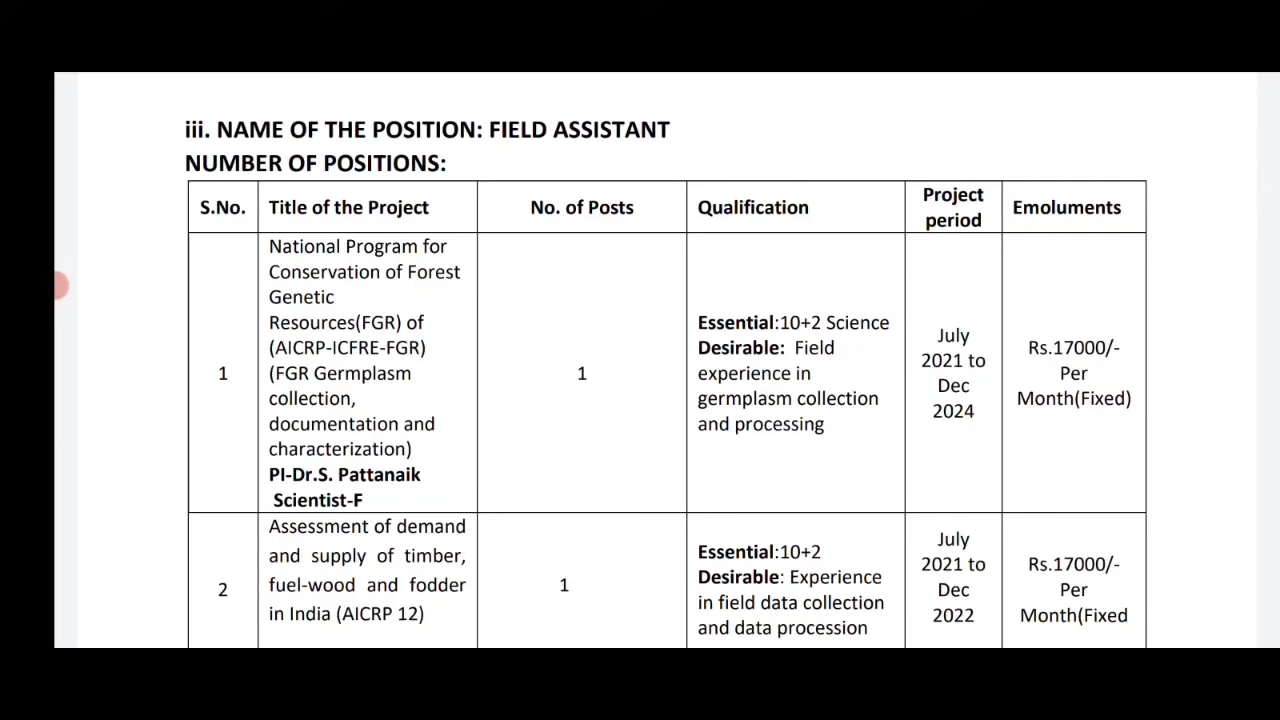 iii. NAME OF THE POSITION: FIELD ASSISTANT
NUMBER OF POSITIONS:
S.No.
Title of the Project
No. of Posts
Qualification
Project
period
Emoluments
1
National Program for
Conservation of Forest
Genetic
Resources(FGR) of
(AICRP-ICFRE-FGR)
(FGR Germplasm
collection,
documentation and
characterization)
PI-Dr.S. Pattanaik
Scientist-F
1
Essential:10+2 Science
Desirable: Field
experience in
germplasm collection
and processing
July
2021 to
Dec
2024
Rs.17000/-
Per
Month(Fixed)
2
Assessment of demand
and supply of timber,
fuel-wood and fodder
in India (AICRP 12)
1
Essential:10+2
Desirable: Experience
in field data collection
and data procession
July
2021 to
Dec
2022
Rs.17000/-
Per
Month(Fixed